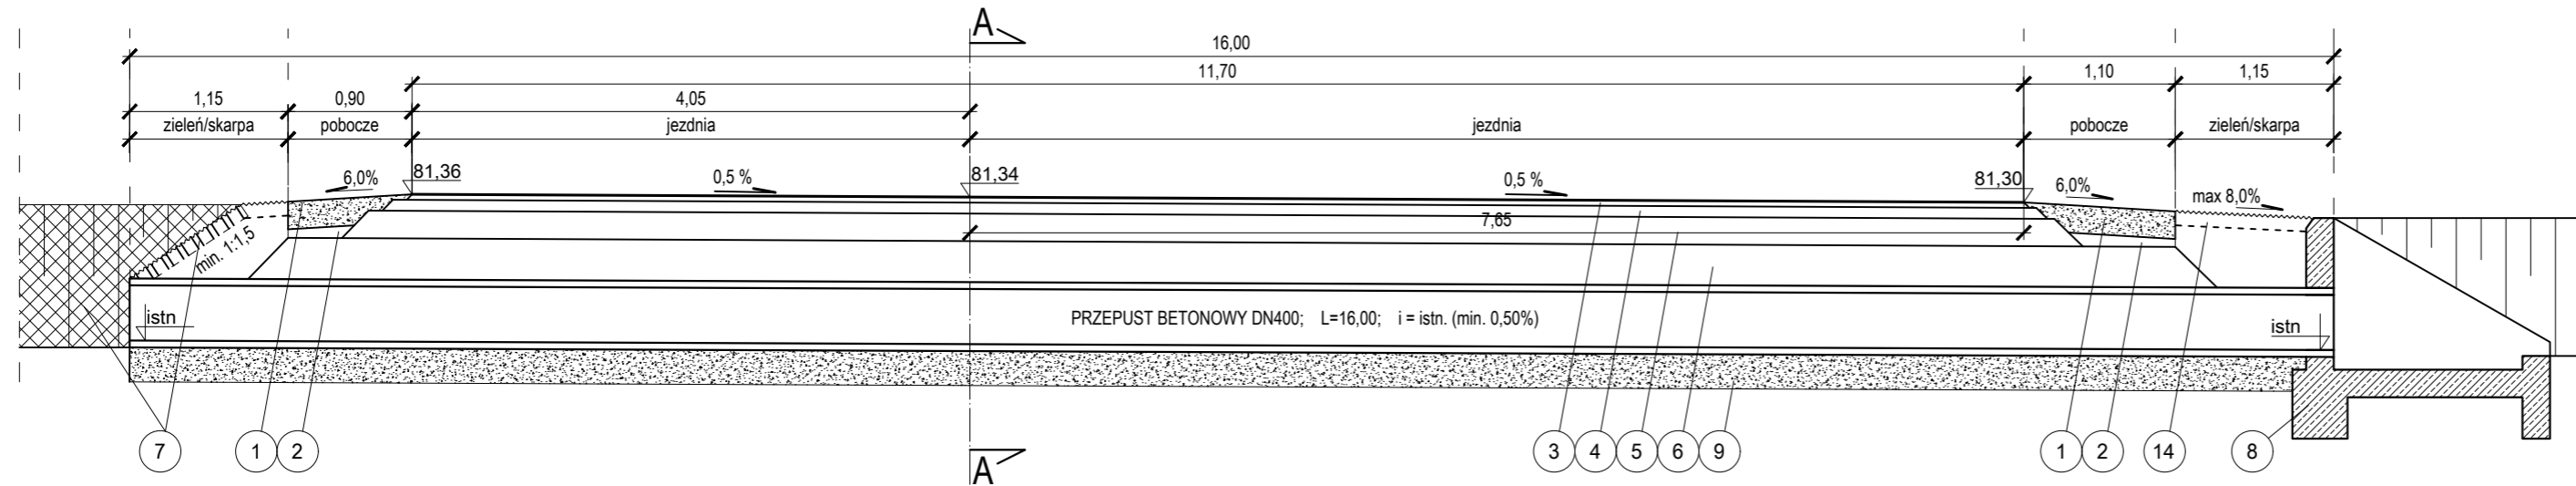 A
16,00
11,70 1,10 1,15
1,15 0,90 4,05
zieleń/skarpa pobocze jezdnia jezdnia pobocze zieleń/skarpa
6,0% 81,36 0,5 % 81,34 0,5 % 81,30 6,0% max 8,0%
7,65
min. 1:1,5
istn PRZEPUST BETONOWY DN400; L=16,00; i = istn. (min. 0,50%) istn
7 1 2 3 4 5 6 9 1 2 14 8
A